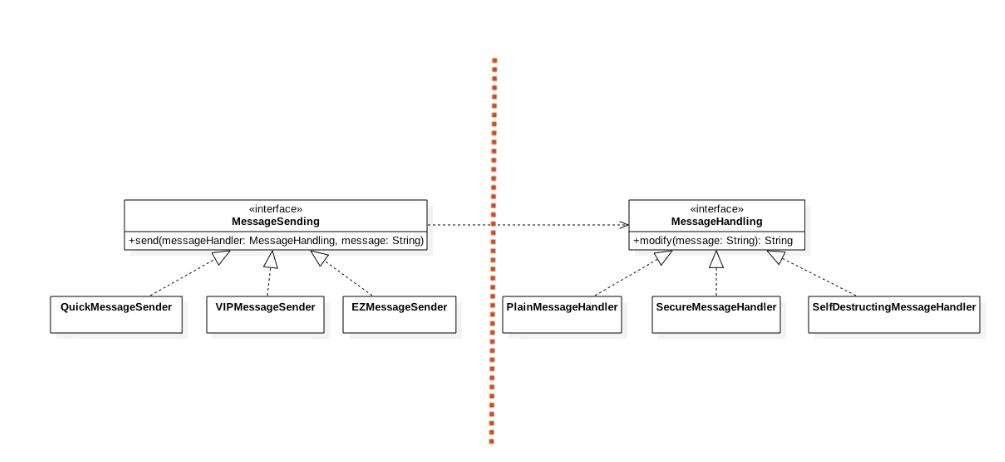 «interface»
MessageSending
+send(messageHandler: MessageHandling, message: String)
QuickMessageSender
VIPMessageSender
EZMessageSender
«interface»
MessageHandling
+modify(message: String): String
PlainMessageHandler
SecureMessageHandler
SelfDestructingMessageHandler